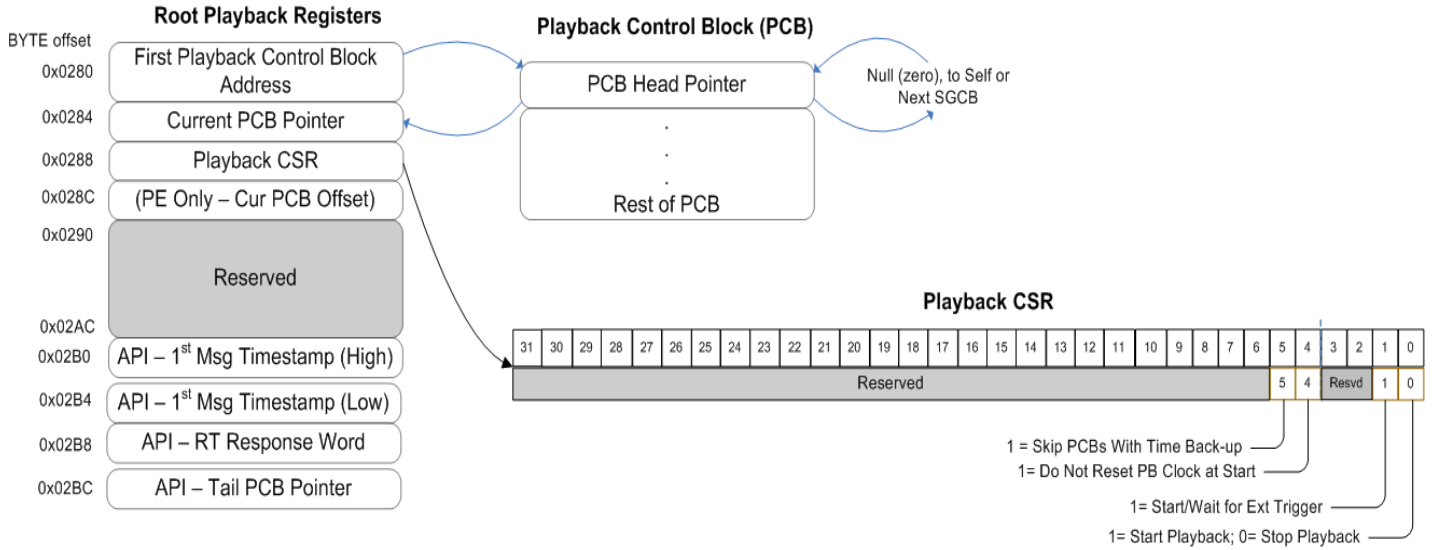 Root Playback Registers
BYTE offset
0x0280
First Playback Control Block
Address
0x0284
Current PCB Pointer
0x0288
Playback CSR
0x028C
(PE Only – Cur PCB Offset)
0x0290
Reserved
0x02AC
0x02B0
API – 1st Msg Timestamp (High)
0x02B4
API – 1st Msg Timestamp (Low)
0x02B8
API – RT Response Word
0x02BC
API – Tail PCB Pointer
Playback Control Block (PCB)
PCB Head Pointer
.
.
.
Rest of PCB
Null (zero), to Self or
Next SGCB
Playback CSR
31 30 29 28 27 26 25 24 23 22 21 20 19 18 17 16 15 14 13 12 11 10 9 8 7 6 5 4 3 2 1 0
Reserved 5 4 Resvd 1 0
1 = Skip PCBs With Time Back-up
1= Do Not Reset PB Clock at Start
1= Start/Wait for Ext Trigger
1= Start Playback; 0= Stop Playback